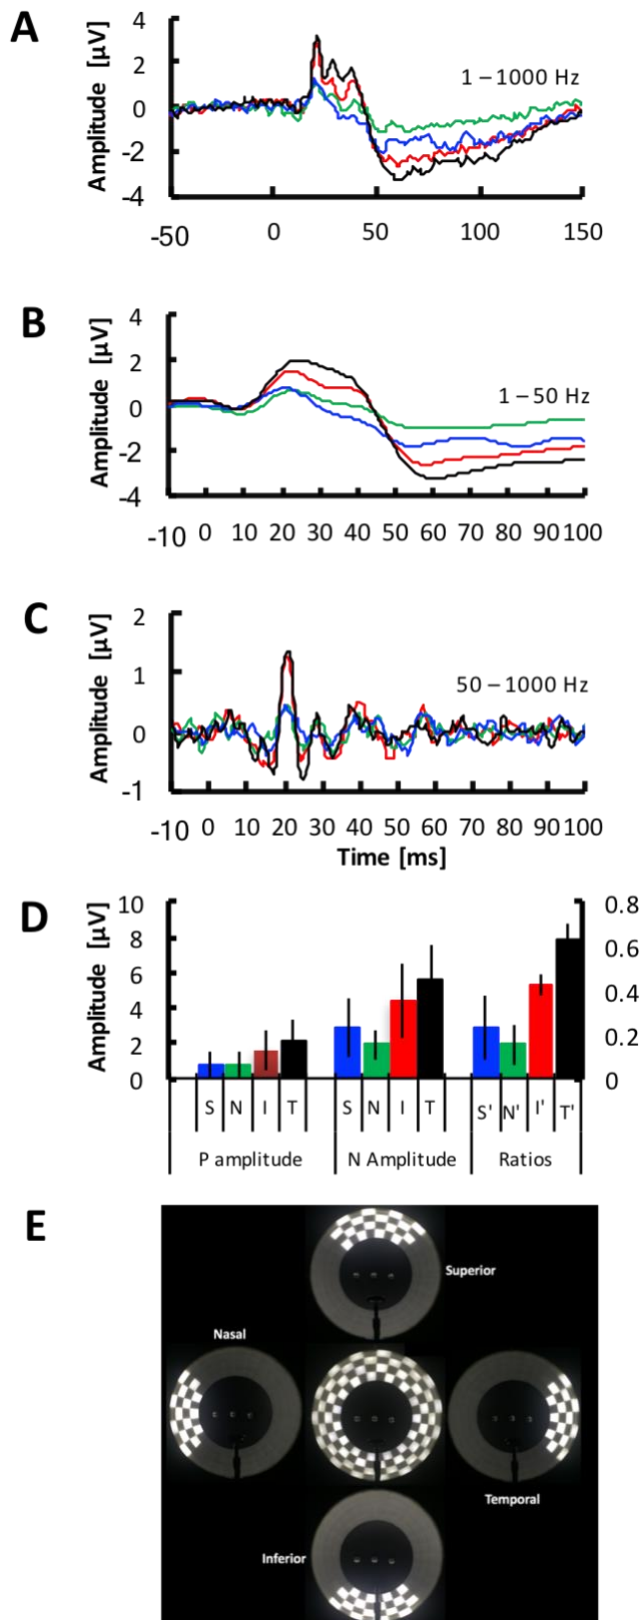 A
Amplitude [µV]
4
2
0
-2
-4
1 – 1000 Hz
-50 0 50 100 150
B
Amplitude [µV]
4
2
0
-2
-4
1 – 50 Hz
-10 0 10 20 30 40 50 60 70 80 90 100
C
Amplitude [µV]
2
1
0
-1
50 – 1000 Hz
-10 0 10 20 30 40 50 60 70 80 90 100
Time [ms]
D
Amplitude [µV]
10 0.8
8
6 0.6
4 0.4
2 0.2
0 0
S N I T S N I T S' N' I' T'
P amplitude N Amplitude Ratios
E
Superior
Nasal
Temporal
Inferior